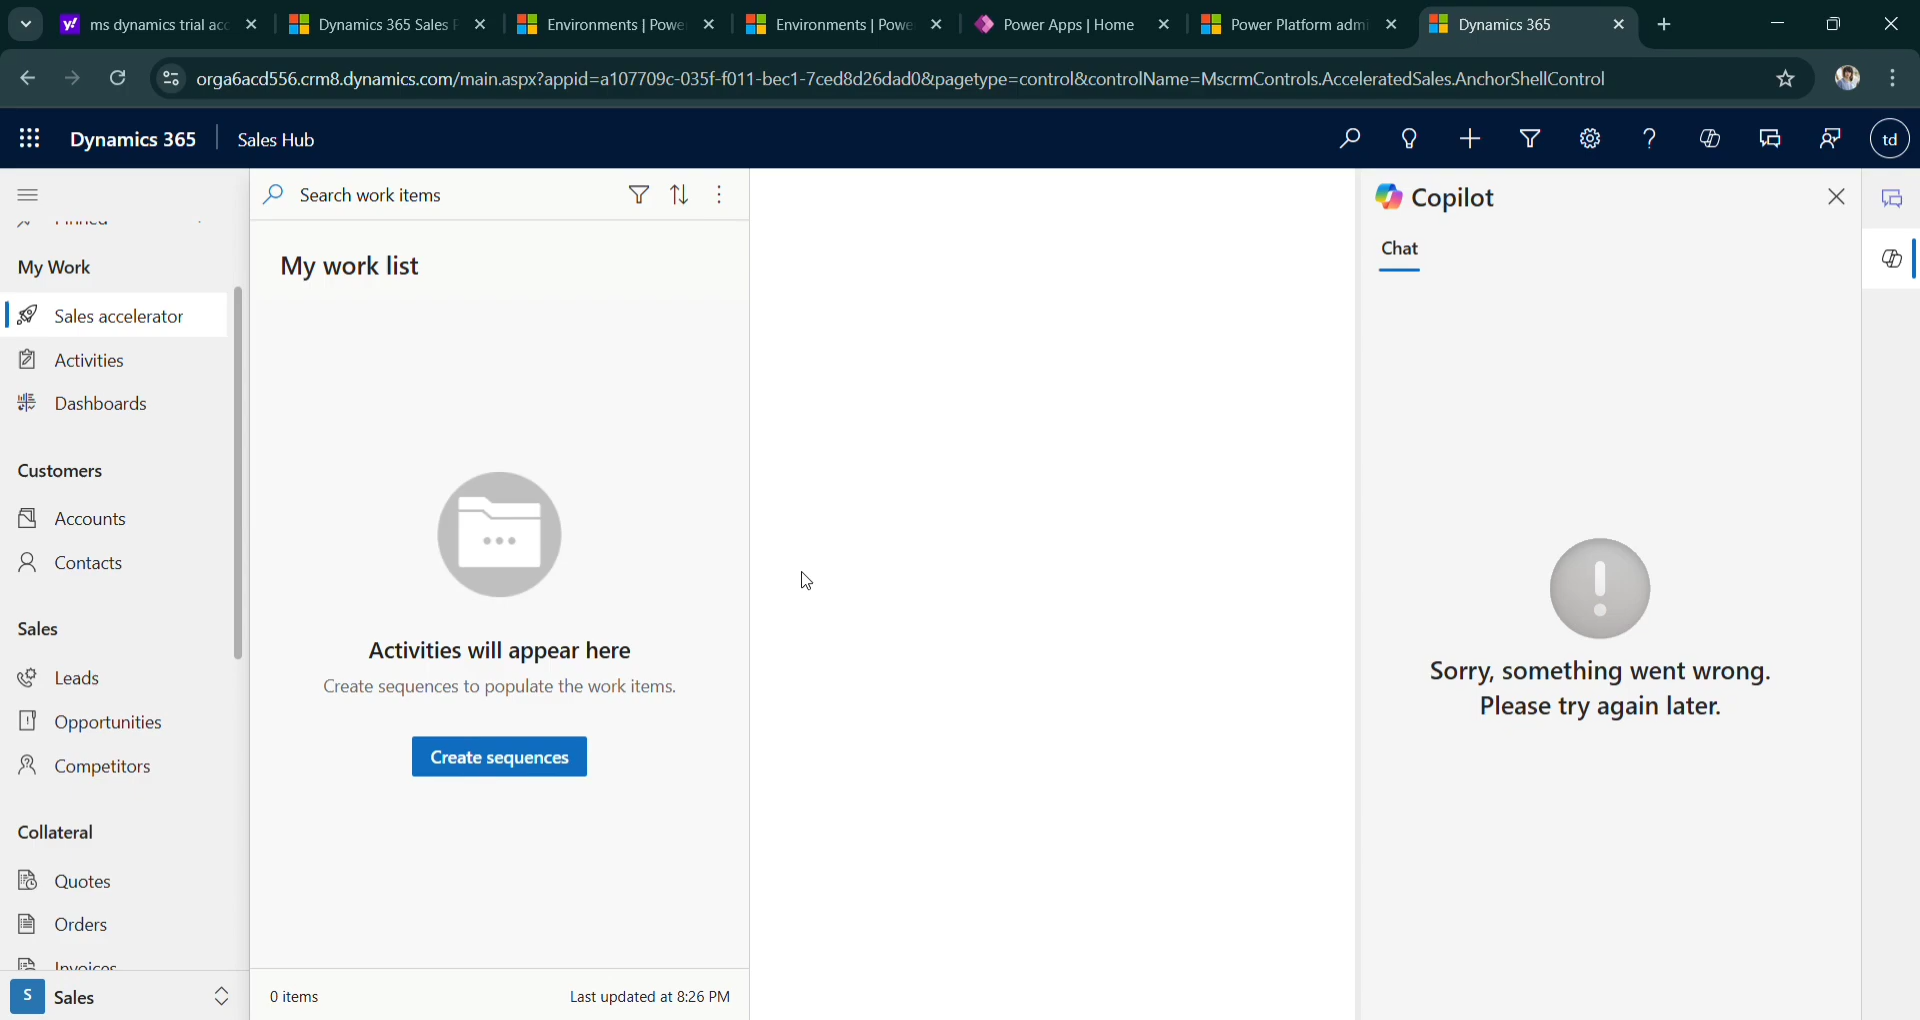 ms dynamics trial acc
Dynamics 365 Sales
Environments | Powe
Environments | Powe
Power Apps | Home
Power Platform admi
Dynamics 365
orga6acd556.crm8.dynamics.com/main.aspx?appid=a107709c-035f-f011-bec1-7ced8d26dad0&pagetype=control&controlName=MscrmControls.AcceleratedSales.AnchorShellControl
Dynamics 365
Sales Hub
td
My Work
Sales accelerator
Activities
Dashboards
Customers
Accounts
Contacts
Sales
Leads
Opportunities
Competitors
Collateral
Quotes
Orders
Invoices
S Sales
Search work items
My work list
Activities will appear here
Create sequences to populate the work items.
Create sequences
0 items
Last updated at 8:26 PM
Copilot
Chat
Sorry, something went wrong.
Please try again later.